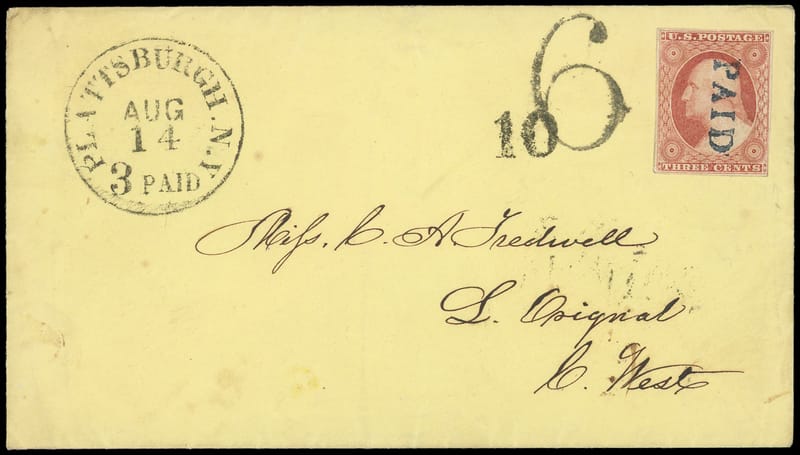 PLATTSBURGH. N.Y.
AUG
14
3 PAID
6
10
U.S. POSTAGE
PAID
THREE CENTS
Miss. C. A Tredwell
L. Orignal
C. West